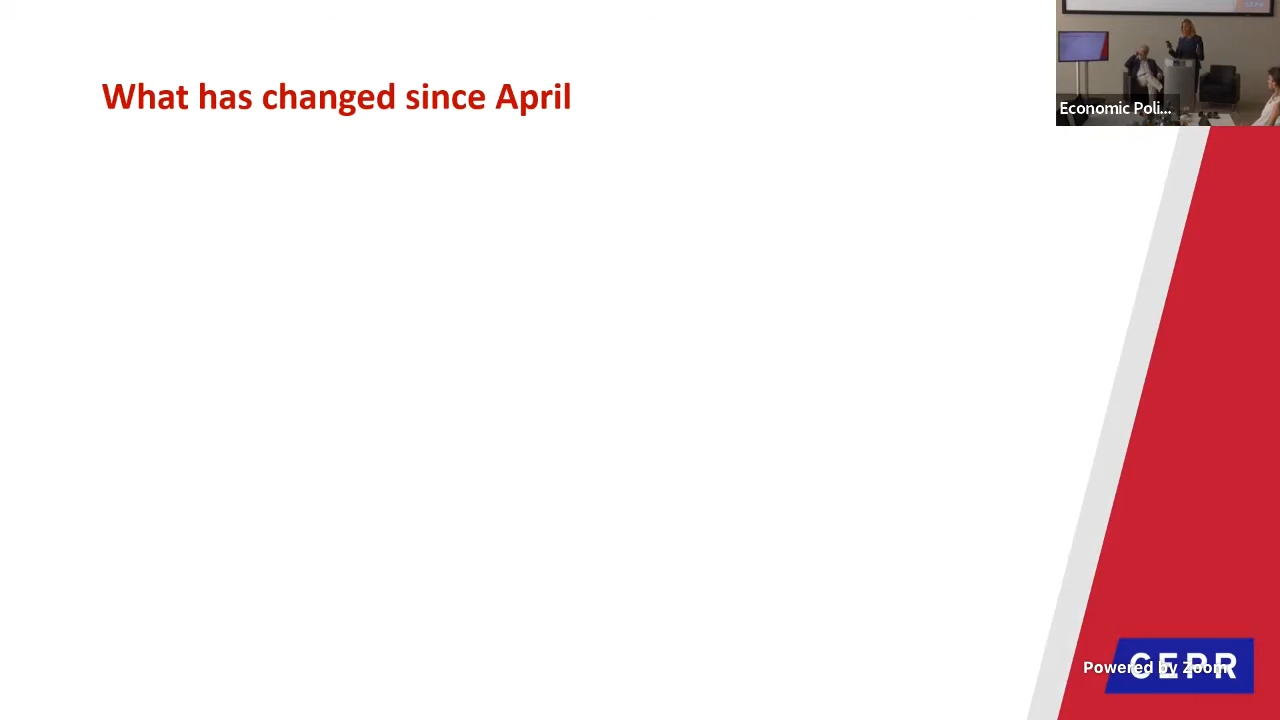 What has changed since April
Economic Poli...
CEPR
Powered by Zoom